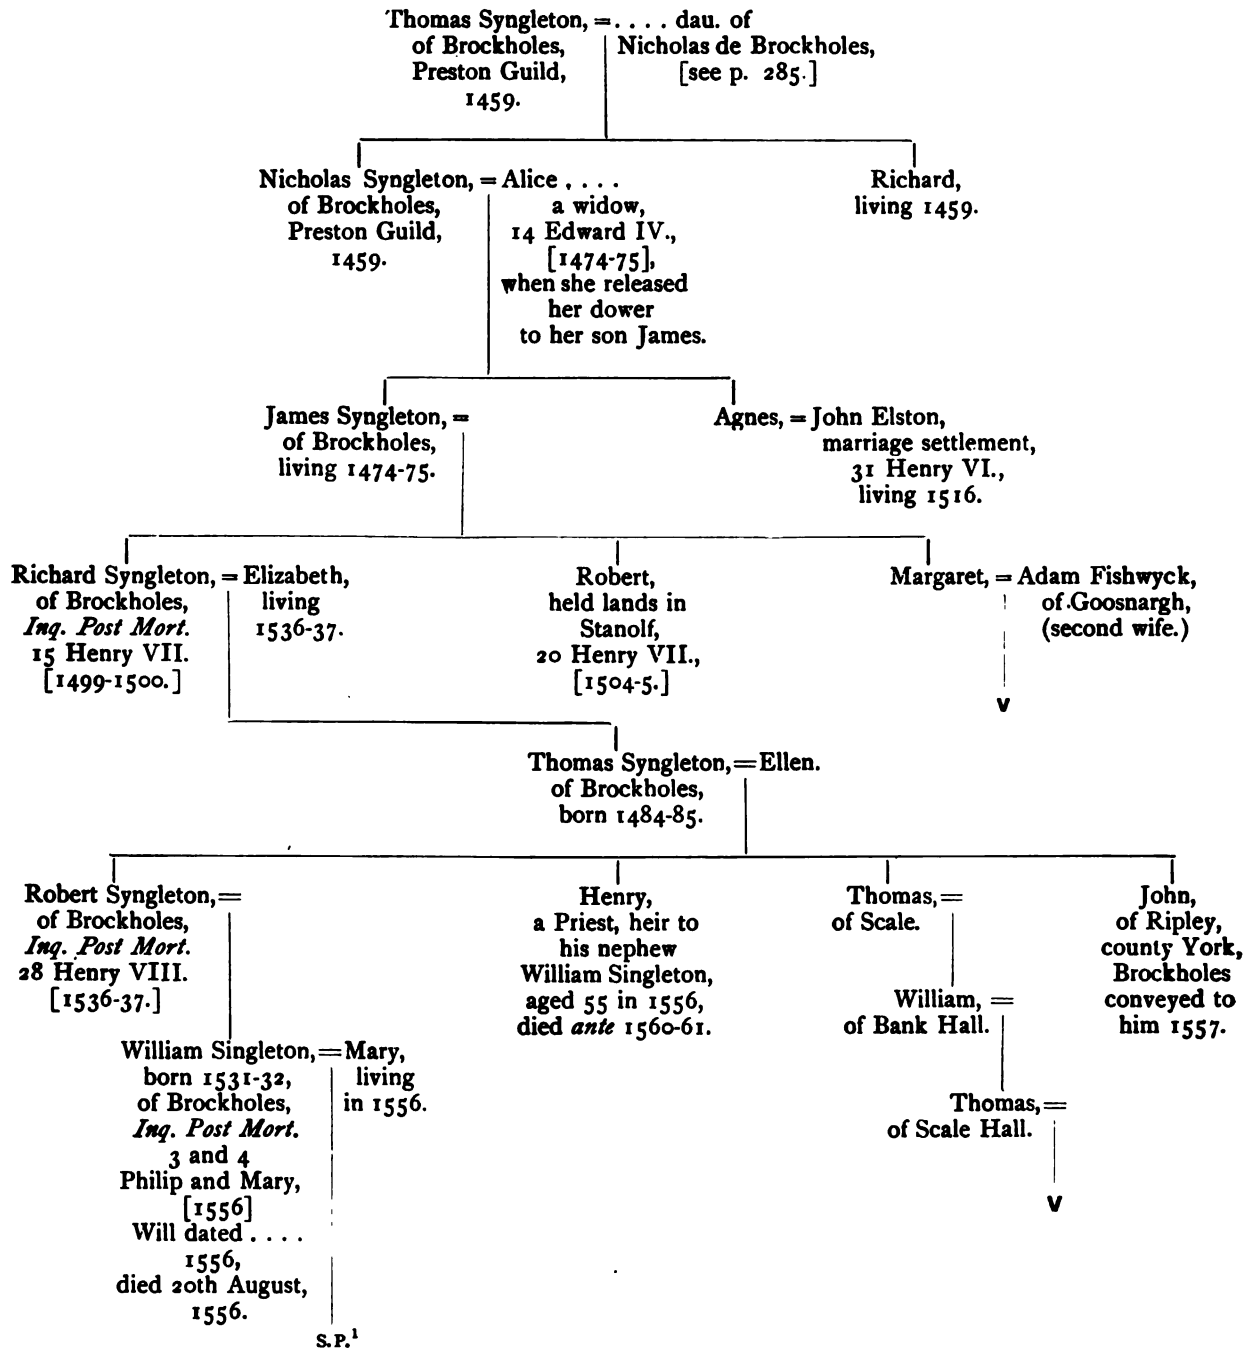 Thomas Syngleton, = . . . . dau. of
of Brockholes, Nicholas de Brockholes,
Preston Guild, [see p. 285.]
1459.
Nicholas Syngleton, = Alice . . . .
of Brockholes, a widow,
Preston Guild, 14 Edward IV.,
1459. [1474-75],
when she released
her dower
to her son James.
Richard,
living 1459.
James Syngleton, =
of Brockholes,
living 1474-75.
Agnes, = John Elston,
marriage settlement,
31 Henry VI.,
living 1516.
Richard Syngleton, = Elizabeth,
of Brockholes, living
Inq. Post Mort. 1536-37.
15 Henry VII.
[1499-1500.]
Robert,
held lands in
Stanolf,
20 Henry VII.,
[1504-5.]
Margaret, = Adam Fishwyck,
of Goosnargh,
(second wife.)
V
Thomas Syngleton, = Ellen.
of Brockholes,
born 1484-85.
Robert Syngleton, =
of Brockholes,
Inq. Post Mort.
28 Henry VIII.
[1536-37.]
Henry,
a Priest, heir to
his nephew
William Singleton,
aged 55 in 1556,
died ante 1560-61.
Thomas, =
of Scale.
John,
of Ripley,
county York,
Brockholes
conveyed to
him 1557.
William, =
of Bank Hall.
Thomas, =
of Scale Hall.
V
William Singleton, = Mary,
born 1531-32, living
of Brockholes, in 1556.
Inq. Post Mort.
3 and 4
Philip and Mary,
[1556]
Will dated . . . .
1556,
died 20th August,
1556.
S.P.¹